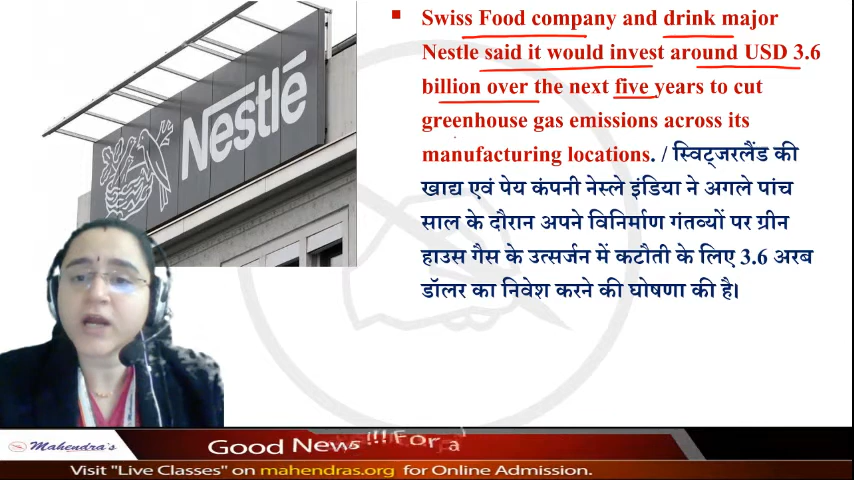 Nestlē
▪ Swiss Food company and drink major
Nestle said it would invest around USD 3.6
billion over the next five years to cut
greenhouse gas emissions across its
manufacturing locations. / स्विट्जरलैंड की
खाद्य एवं पेय कंपनी नेस्ले इंडिया ने अगले पांच
साल के दौरान अपने विनिर्माण गंतव्यों पर ग्रीन
हाउस गैस के उत्सर्जन में कटौती के लिए 3.6 अरब
डॉलर का निवेश करने की घोषणा की है।
Mahendra's
Good News !!! For a
Visit "Live Classes" on mahendras.org for Online Admission.